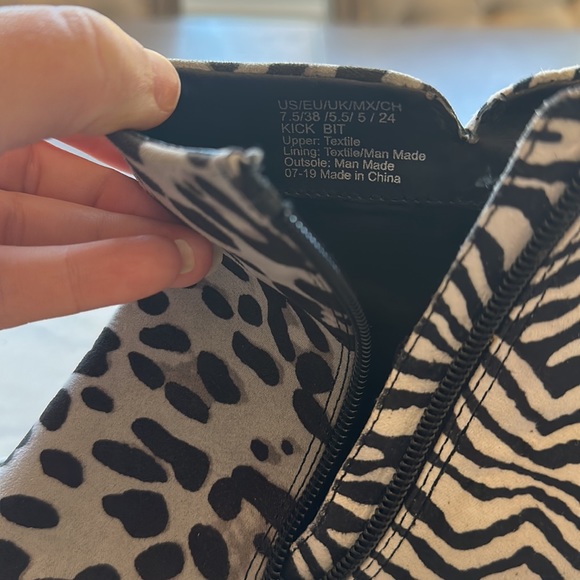 US/EU/UK/MX/CH
7.5/38 /5.5/ 5 / 24
KICK BIT
Upper: Textile
Lining: Textile/Man Made
Outsole: Man Made
07-19 Made in China